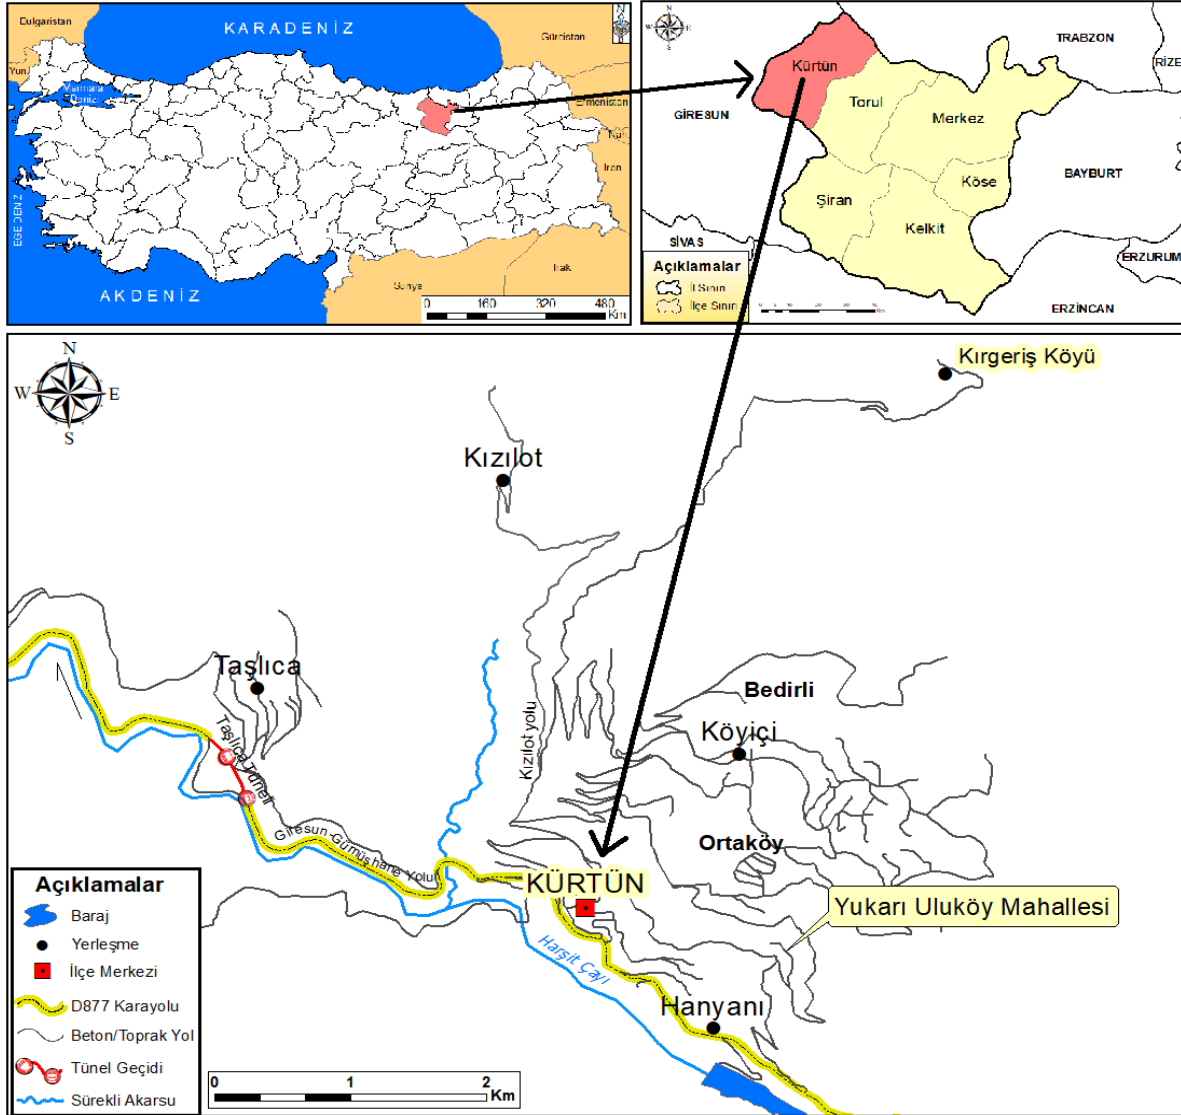 Bulgaristan
KARADENİZ
N
Gürcistan
Yun.
Marmara
Denizi
Ermenistan
İran
EGE DENİZ
AKDENİZ
Suriye
Irak
0 160 320 480
Km
N
W E
S
TRABZON
RİZE
Kürtün
GİRESUN
Torul
Merkez
BAYBURT
Köse
Şiran
Kelkit
SİVAS
ERZURUM
ERZİNCAN
Açıklamalar
İl Sınırı
İlçe Sınırı
N
W E
S
Kırgeriş Köyü
Kızılot
Taşlıca
Bedirli
Köyiçi
Kızılot yolu
Taşlıca Tüneli
Giresun-Gümüşhane Yolu
Ortaköy
KÜRTÜN
Yukarı Uluköy Mahallesi
Harşit Çayı
Hanyanı
Açıklamalar
Baraj
Yerleşme
İlçe Merkezi
D877 Karayolu
Beton/Toprak Yol
Tünel Geçidi
Sürekli Akarsu
0 1 2
Km